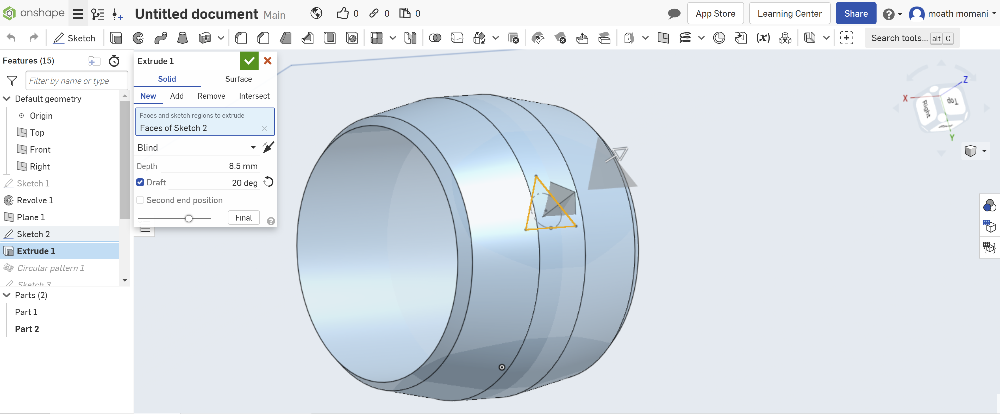 onshape
Untitled document Main
0 0 0
App Store
Learning Center
Share
moath momani
Sketch
Search tools... alt C
Features (15)
Filter by name or type
Default geometry
Origin
Top
Front
Right
Sketch 1
Revolve 1
Plane 1
Sketch 2
Extrude 1
Circular pattern 1
Sketch 3
Parts (2)
Part 1
Part 2
Extrude 1
Solid Surface
New Add Remove Intersect
Faces and sketch regions to extrude
Faces of Sketch 2
Blind
Depth 8.5 mm
Draft 20 deg
Second end position
Final
Z
X
Right
Top
Back
Y
(x)